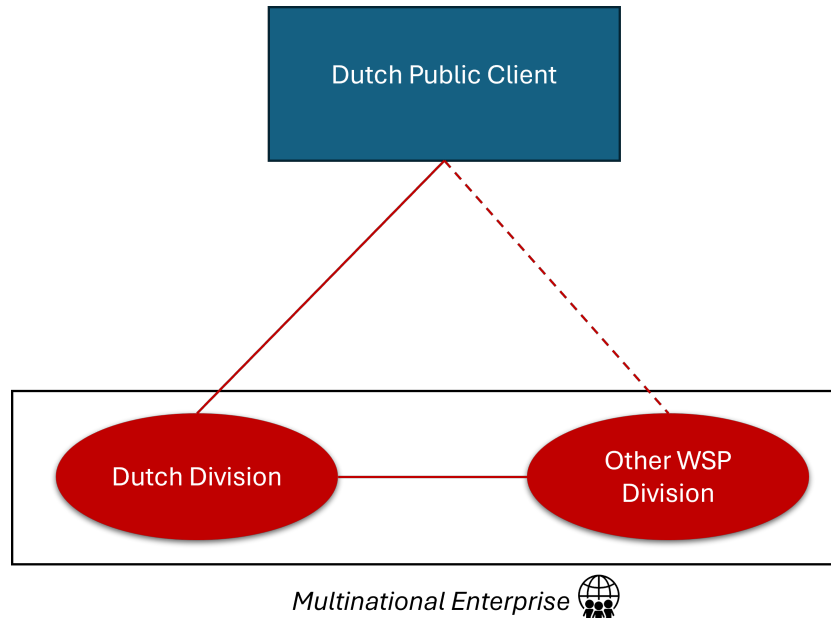 Dutch Public Client
Dutch Division
Other WSP
Division
Multinational Enterprise